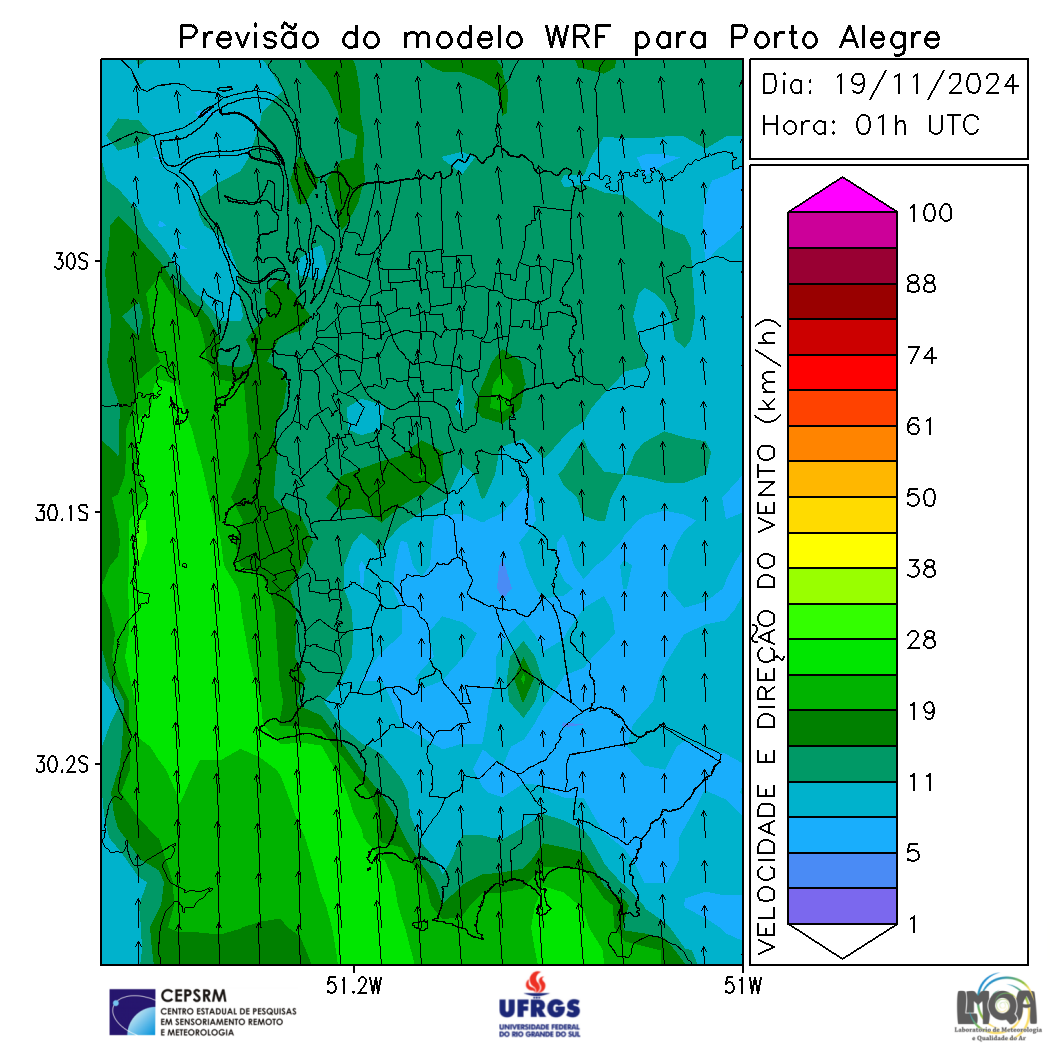 Previsão do modelo WRF para Porto Alegre
Dia: 19/11/2024
Hora: 01h UTC
30S
30.1S
30.2S
51.2W
51W
VELOCIDADE E DIREÇÃO DO VENTO (km/h)
100
88
74
61
50
38
28
19
11
5
1
CEPSRM
CENTRO ESTADUAL DE PESQUISAS
EM SENSORIAMENTO REMOTO
E METEOROLOGIA
UFRGS
UNIVERSIDADE FEDERAL
DO RIO GRANDE DO SUL
LMQA
Laboratório de Meteorologia
e Qualidade do Ar